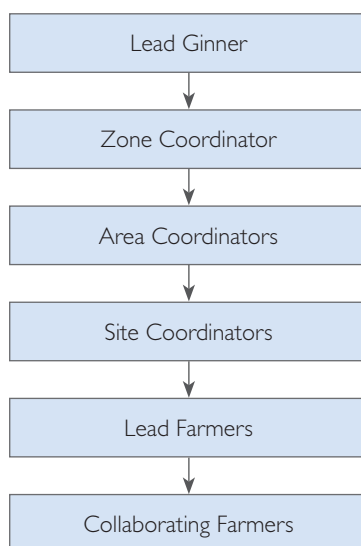 Lead Ginner
Zone Coordinator
Area Coordinators
Site Coordinators
Lead Farmers
Collaborating Farmers